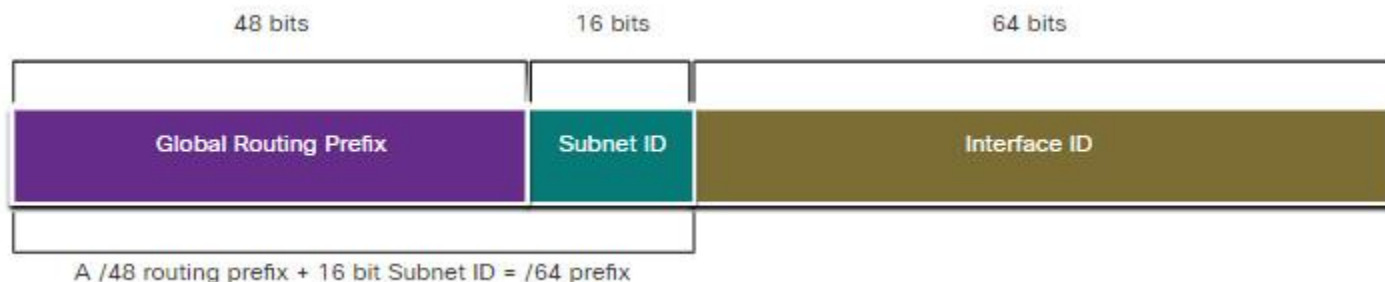 48 bits 16 bits 64 bits
Global Routing Prefix Subnet ID Interface ID
A /48 routing prefix + 16 bit Subnet ID = /64 prefix